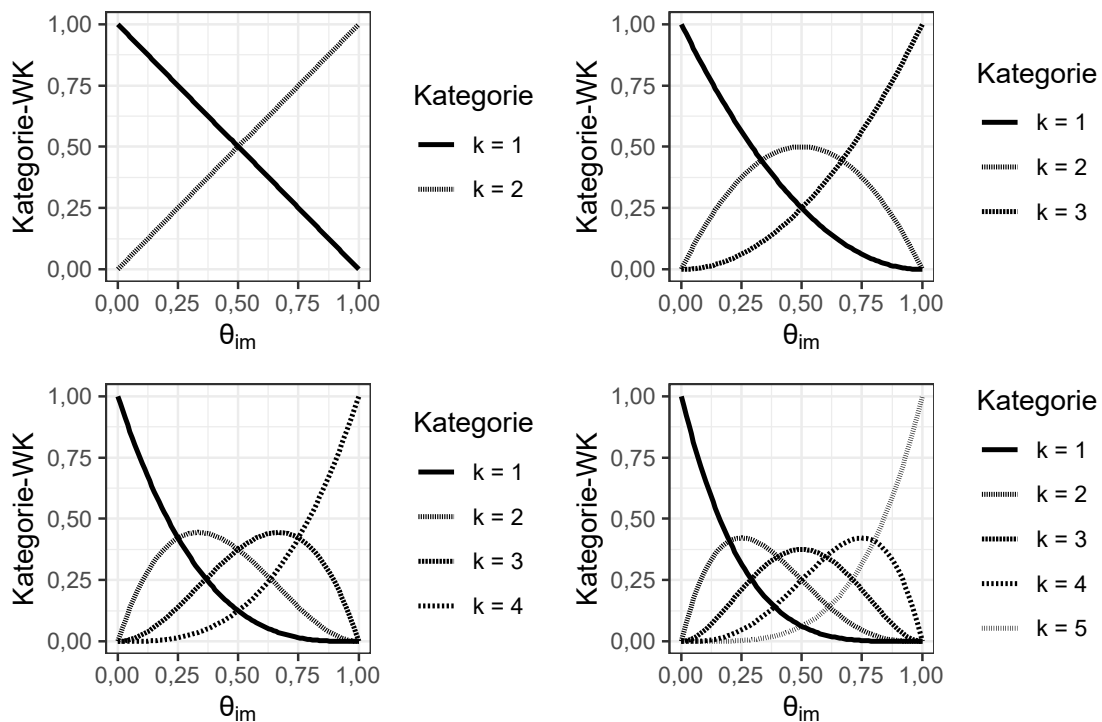 Kategorie-WK
1,00
0,75
0,50
0,25
0,00
0,00 0,25 0,50 0,75 1,00
θim
Kategorie
k = 1
k = 2
Kategorie-WK
1,00
0,75
0,50
0,25
0,00
0,00 0,25 0,50 0,75 1,00
θim
Kategorie
k = 1
k = 2
k = 3
Kategorie-WK
1,00
0,75
0,50
0,25
0,00
0,00 0,25 0,50 0,75 1,00
θim
Kategorie
k = 1
k = 2
k = 3
k = 4
Kategorie-WK
1,00
0,75
0,50
0,25
0,00
0,00 0,25 0,50 0,75 1,00
θim
Kategorie
k = 1
k = 2
k = 3
k = 4
k = 5